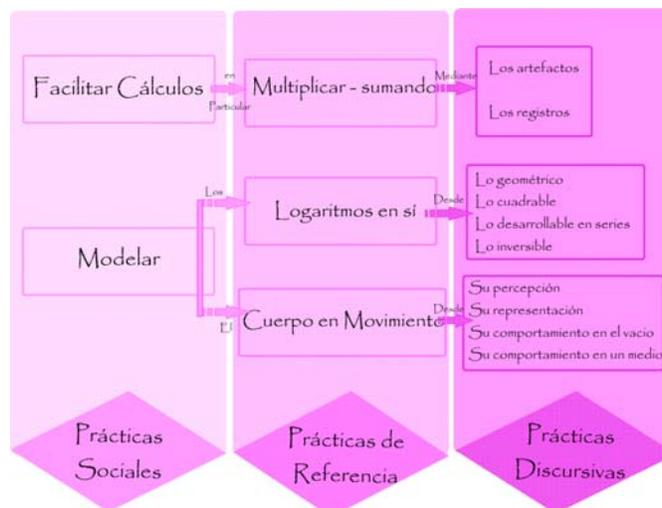 Facilitar Cálculos
en
Particular
Multiplicar - sumando
Mediante
Los artefactos
Los registros
Modelar
Los
Logaritmos en sí
Desde
Lo geométrico
Lo cuadrable
Lo desarrollable en series
Lo inversible
El
Cuerpo en Movimiento
Desde
Su percepción
Su representación
Su comportamiento en el vacio
Su comportamiento en un medio
Prácticas
Sociales
Prácticas de
Referencia
Prácticas
Discursivas